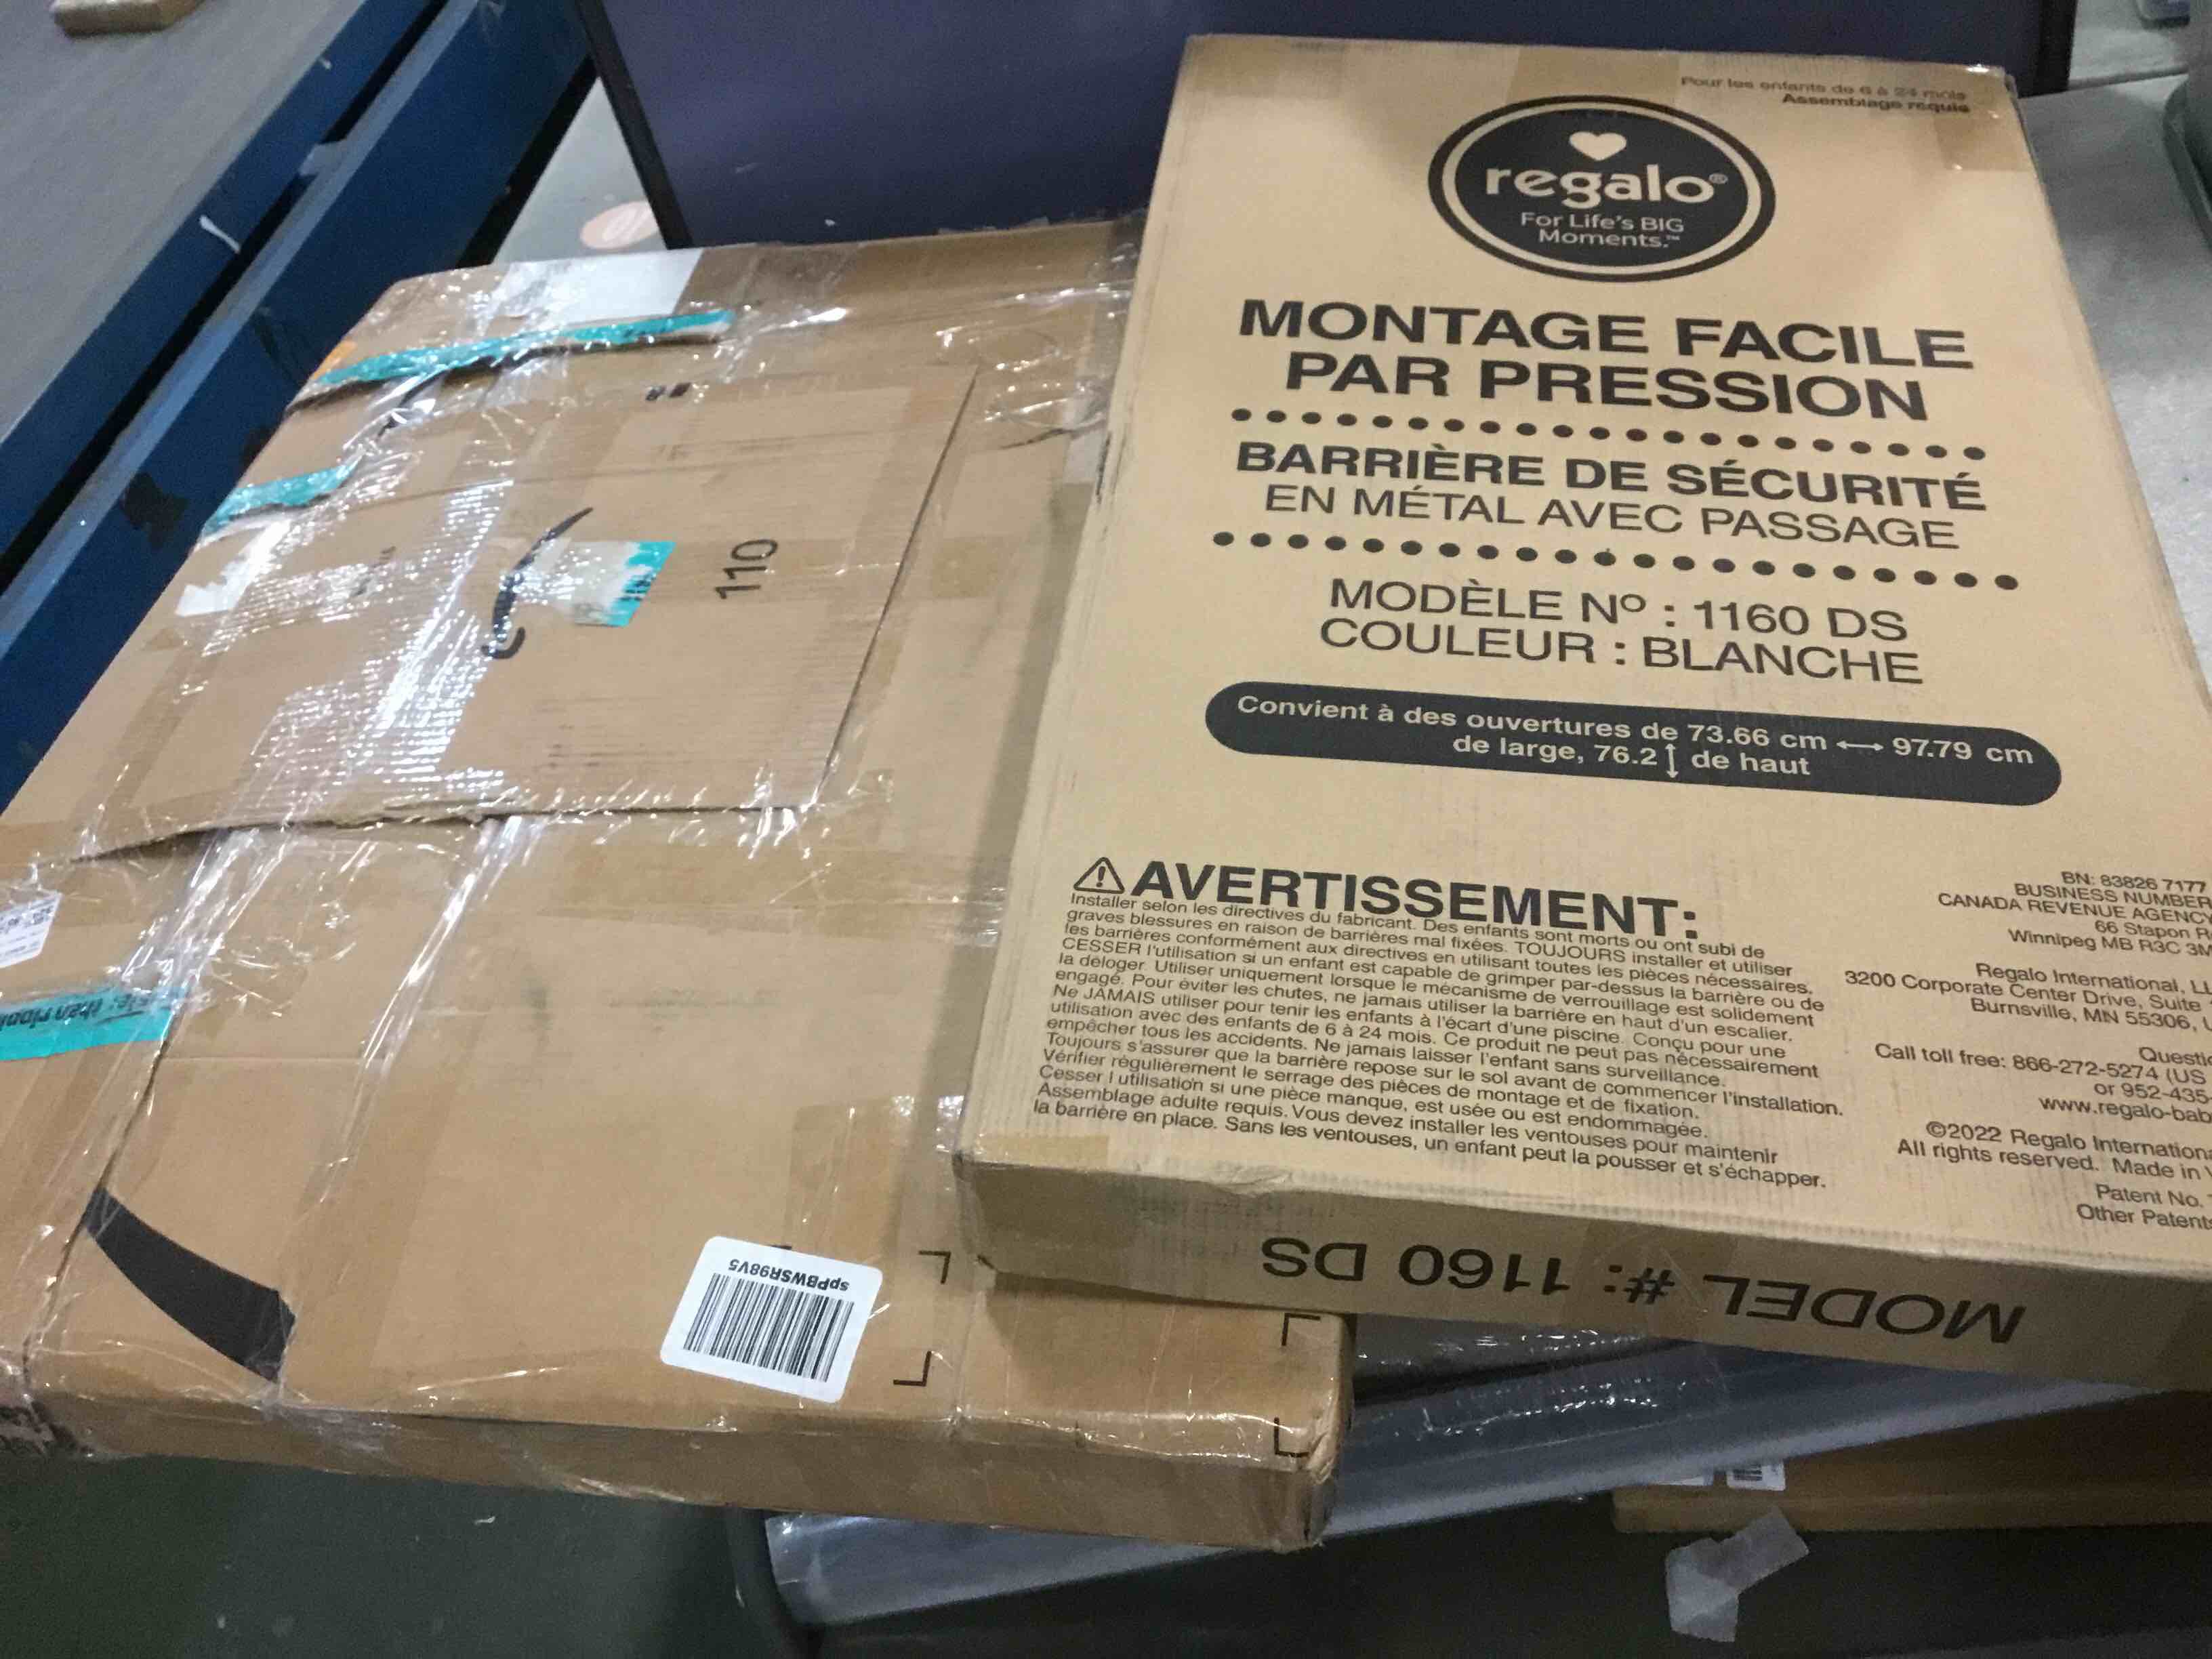 Pour les enfants de 6 à 24 mois
Assemblage requis
regalo®
For Life's BIG
Moments.™
MONTAGE FACILE
PAR PRESSION
BARRIÈRE DE SÉCURITÉ
EN MÉTAL AVEC PASSAGE
MODÈLE Nº : 1160 DS
COULEUR : BLANCHE
Convient à des ouvertures de 73.66 cm ↔ 97.79 cm
de large, 76.2 ↕ de haut
⚠ AVERTISSEMENT:
Installer selon les directives du fabricant. Des enfants sont morts ou ont subi de
graves blessures en raison de barrières mal fixées. TOUJOURS installer et utiliser
les barrières conformément aux directives en utilisant toutes les pièces nécessaires.
CESSER l'utilisation si un enfant est capable de grimper par-dessus la barrière ou de
la déloger. Utiliser uniquement lorsque le mécanisme de verrouillage est solidement
engagé. Pour éviter les chutes, ne jamais utiliser la barrière en haut d'un escalier.
Ne JAMAIS utiliser pour tenir les enfants à l'écart d'une piscine. Conçu pour une
utilisation avec des enfants de 6 à 24 mois. Ce produit ne peut pas nécessairement
empêcher tous les accidents. Ne jamais laisser l'enfant sans surveillance.
Toujours s'assurer que la barrière repose sur le sol avant de commencer l'installation.
Vérifier régulièrement le serrage des pièces de montage et de fixation.
Cesser l'utilisation si une pièce manque, est usée ou est endommagée.
Assemblage adulte requis. Vous devez installer les ventouses pour maintenir
la barrière en place. Sans les ventouses, un enfant peut la pousser et s'échapper.
BN: 83826 7177
BUSINESS NUMBER
CANADA REVENUE AGENCY
66 Stapon
Winnipeg MB R3C 3M
Regalo International,
3200 Corporate Center Drive, Suite
Burnsville, MN 55306,
Call toll free: 866-272-5274 (US
or 952-435-
www.regalo-bab
©2022 Regalo Internationa
All rights reserved. Made in
Patent No.
Other Patents
MODEL #: 1160 DS
110
spPBWSR98V5